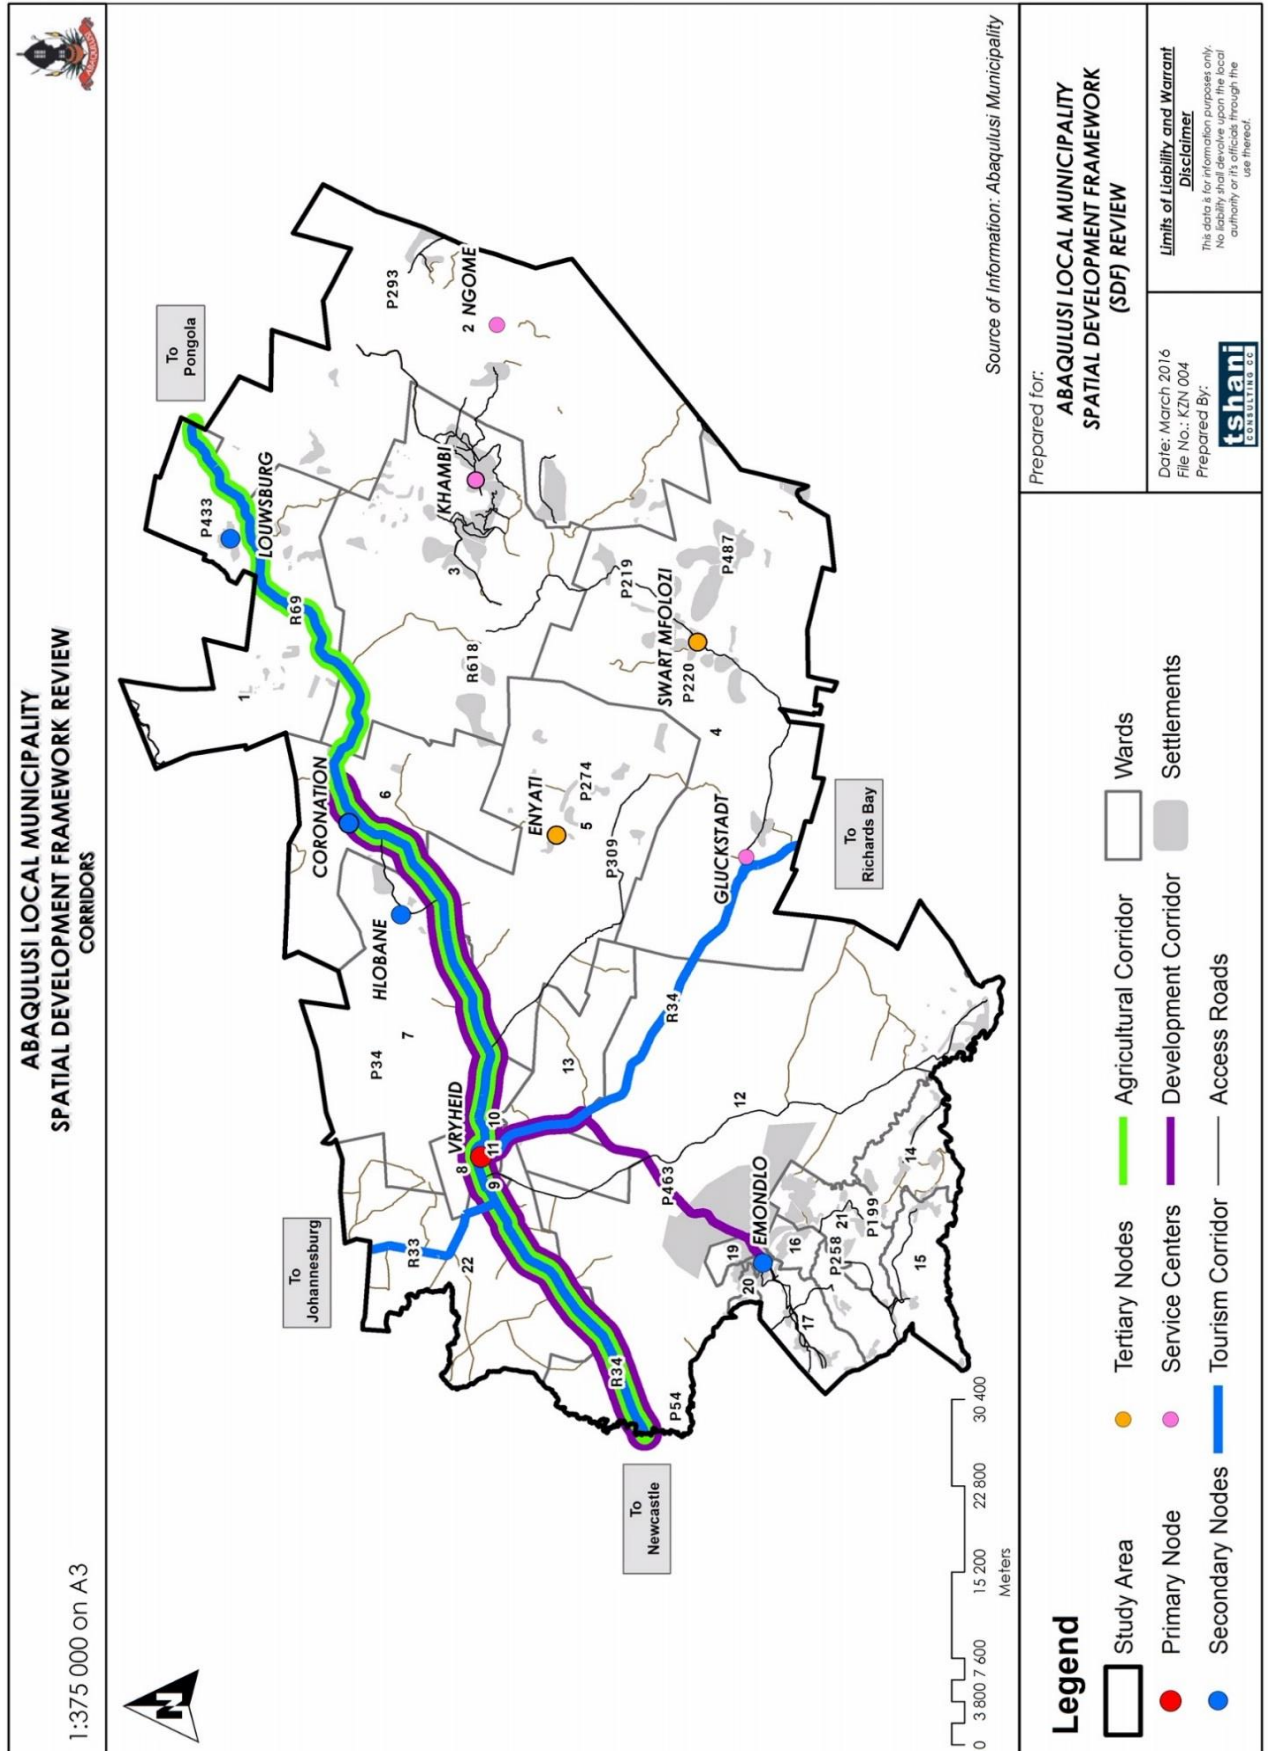 ABAQULUSI LOCAL MUNICIPALITY
SPATIAL DEVELOPMENT FRAMEWORK REVIEW
CORRIDORS
1:375 000 on A3
ABAQULUSI
N
To
Pongola
To
Johannesburg
To
Newcastle
To
Richards Bay
P433
LOUWSBURG
R69
1
P293
2 NGOME
KHAMBI
3
R618
CORONATION
6
HLOBANE
P34
7
VRYHEID
8
9
10
11
R33
22
R34
P54
ENYATI
5
P274
P309
P219
SWART MFOLOZI
P220
P487
4
GLUCKSTADT
R34
13
12
P463
EMONDLO
19
20
16
17
P258
21
P199
14
15
0 3 800 7 600 15 200 22 800 30 400
Meters
Source of Information: Abaqulusi Municipality
Legend
Study Area
Primary Node
Secondary Nodes
Tertiary Nodes
Service Centers
Tourism Corridor
Agricultural Corridor
Development Corridor
Access Roads
Wards
Settlements
Prepared for:
ABAQULUSI LOCAL MUNICIPALITY
SPATIAL DEVELOPMENT FRAMEWORK
(SDF) REVIEW
Date: March 2016
File No.: KZN 004
Prepared By:
tshani
CONSULTING CC
Limits of Liability and Warrant
Disclaimer
This data is for information purposes only.
No liability shall devolve upon the local
authority or it's officials through the
use thereof.